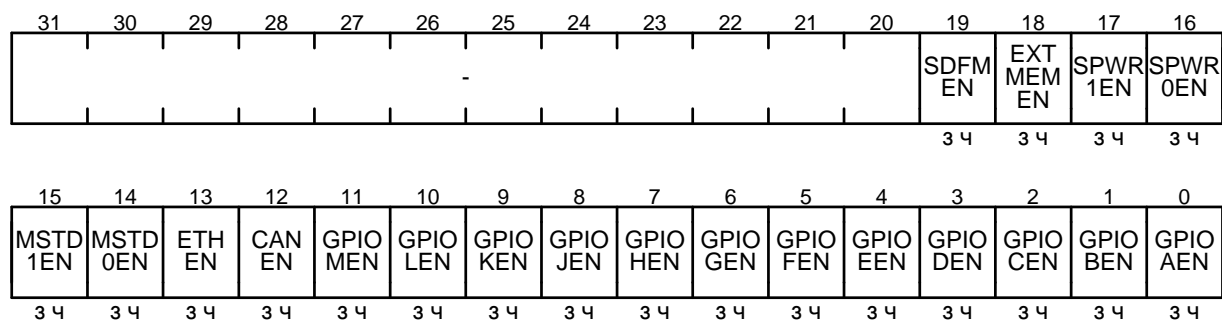 31 30 29 28 27 26 25 24 23 22 21 20 19 18 17 16
- SDFM EN EXT MEM EN SPWR 1EN SPWR 0EN
З Ч З Ч З Ч З Ч
15 14 13 12 11 10 9 8 7 6 5 4 3 2 1 0
MSTD MSTD ETH CAN GPIO GPIO GPIO GPIO GPIO GPIO GPIO GPIO GPIO GPIO GPIO GPIO
1EN 0EN EN EN MEN LEN KEN JEN HEN GEN FEN EEN DEN CEN BEN AEN
З Ч З Ч З Ч З Ч З Ч З Ч З Ч З Ч З Ч З Ч З Ч З Ч З Ч З Ч З Ч З Ч